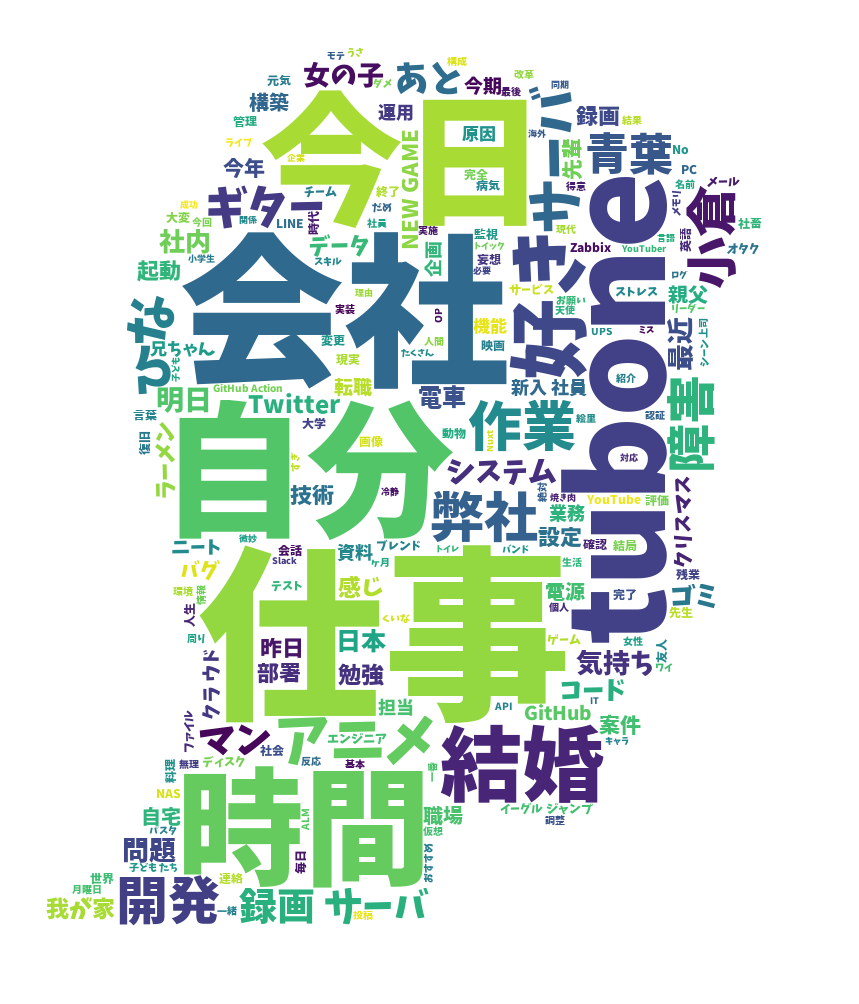 モテ
うさ
構成
女の子
ダメ
あと
今期
最後
改革
同期
元気
構築
管理
運用
原因
ジバ
録画
結果
海外
No
ライブ
企業
今日
NEW GAME
サーバ
先輩
青葉
tubone
PC
今年
チーム
終了
完全
病気
得意
名前
メール
メモリ
小倉
ギター
成功
大変
今回
関係
LINE
時代
だめ
社員
実施
監視
トイック
現代
言語
英語
社畜
社内
小学生
データ
スキル
企画
妄想
必要
Zabbix
YouTuber
オタク
起動
会社
理由
サービス
お願い
天使
ストレス
ログ
親父
リーダー
ひな
実装
OP
機能
好き
UPS
ミス
兄ちゃん
子ども
変更
現実
たくさん
人間
映画
最近
シーン
上司
GitHub Action
転職
電車
新入 社員
紹介
明日
言葉
Twitter
大学
自分
画像
動物
作業
Nuxt
絵里
認証
障害
復旧
ラーメン
すき
技術
冷静
システム
絶対
焼き肉
対応
YouTube
評価
クリスマス
弊社
業務
設定
微妙
ニート
会話
Slack
資料
ヶ月
ブレンド
トイレ
バンド
確認
結局
残業
バグ
環境
情報
人生
テスト
感じ
仕事
生活
電源
個人
完了
ゴミ
先生
周り
昨日
日本
くいな
ゲーム
女性
友人
クラウド
部署
勉強
気持ち
ワイ
担当
API
IT
コード
GitHub
案件
キャラ
ファイル
マン
アニメ
エンジニア
社会
反応
基本
一番
結婚
料理
無理
ディスク
NAS
時間
ALM
職場
仮想
イーグル ジャンプ
調整
自宅
パスタ
問題
子ども たち
毎日
おすすめ
世界
月曜日
連絡
我が家
開発
一緒
録画 サーバ
投稿